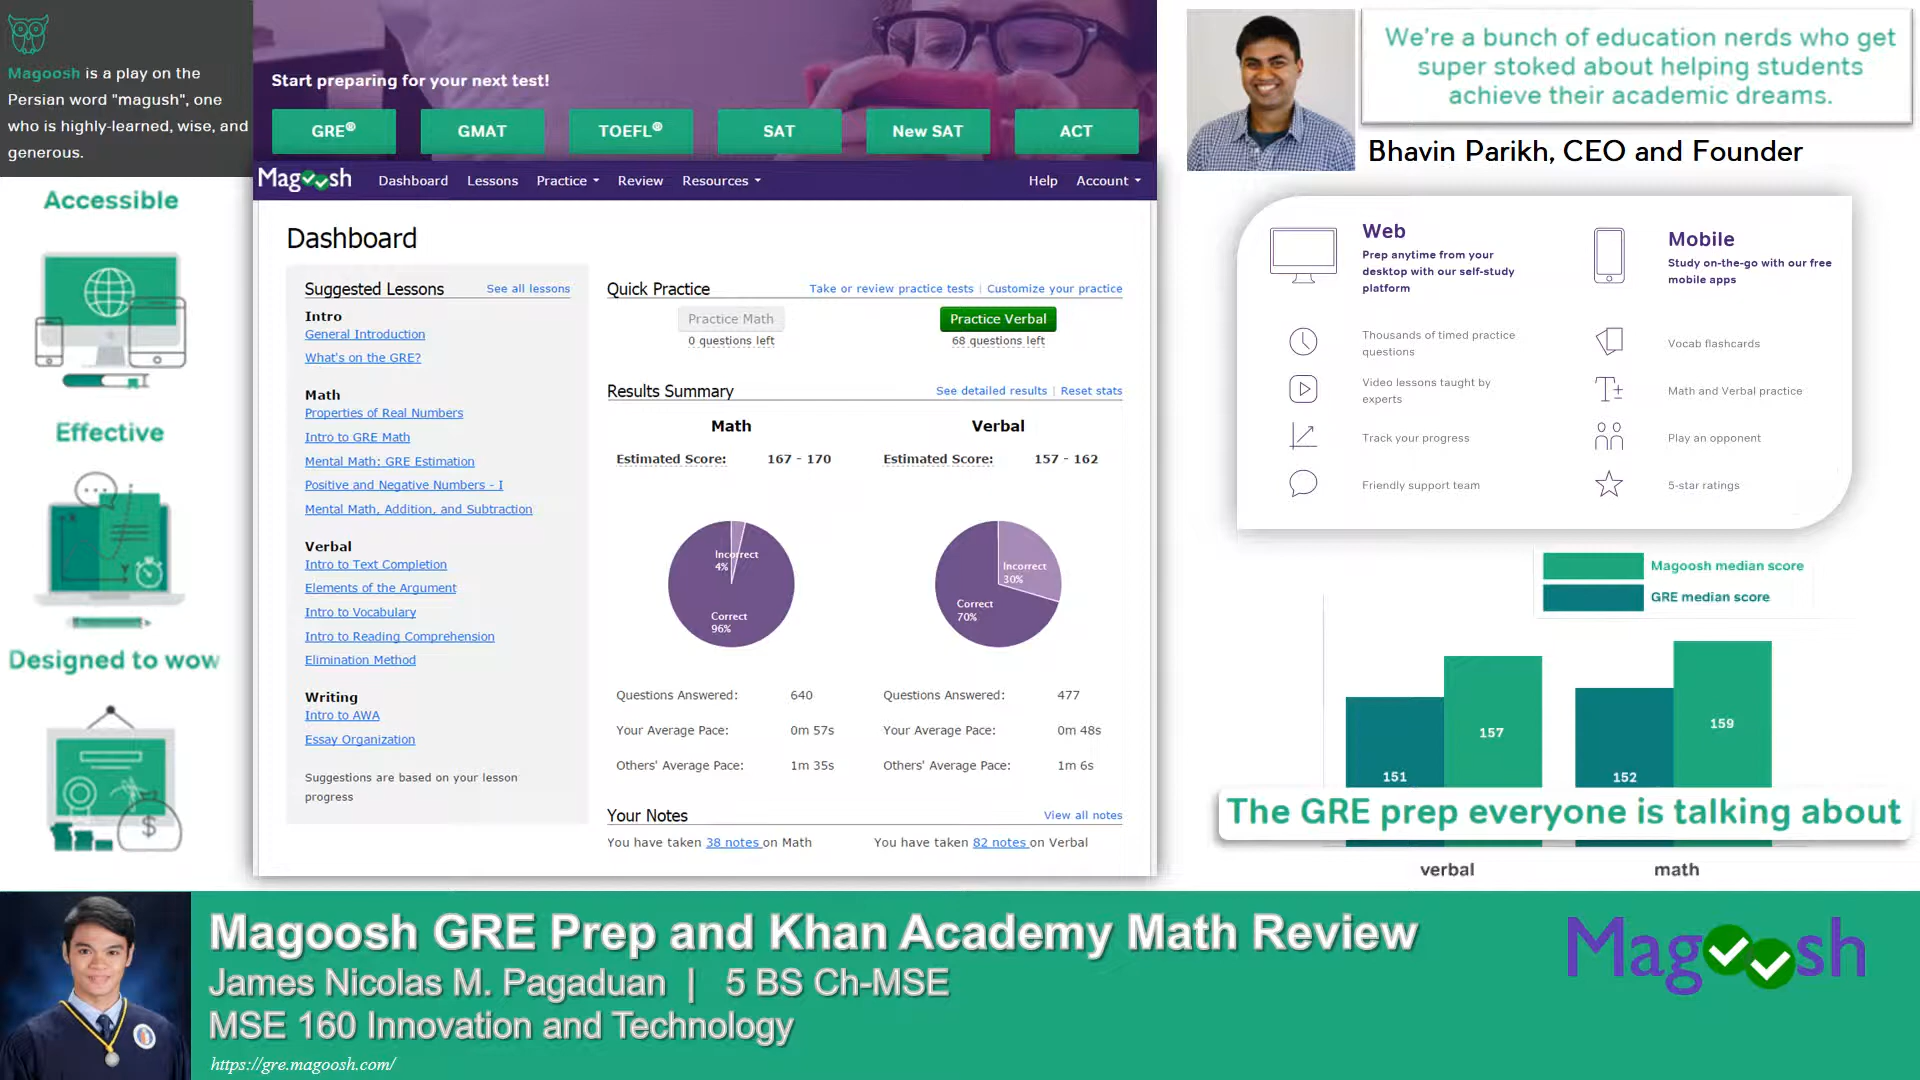 Magoosh is a play on the
Persian word "magush", one
who is highly-learned, wise, and
generous.
Accessible
Effective
Designed to wow
Start preparing for your next test!
GRE®
GMAT
TOEFL®
SAT
New SAT
ACT
Magoosh
Dashboard
Lessons
Practice
Review
Resources
Help
Account
Dashboard
Suggested Lessons
See all lessons
Intro
General Introduction
What's on the GRE?
Math
Properties of Real Numbers
Intro to GRE Math
Mental Math: GRE Estimation
Positive and Negative Numbers - I
Mental Math, Addition, and Subtraction
Verbal
Intro to Text Completion
Elements of the Argument
Intro to Vocabulary
Intro to Reading Comprehension
Elimination Method
Writing
Intro to AWA
Essay Organization
Suggestions are based on your lesson
progress
Quick Practice
Take or review practice tests | Customize your practice
Practice Math
0 questions left
Practice Verbal
68 questions left
Results Summary
See detailed results | Reset stats
Math
Estimated Score: 167 - 170
Incorrect
4%
Correct
96%
Questions Answered: 640
Your Average Pace: 0m 57s
Others' Average Pace: 1m 35s
Verbal
Estimated Score: 157 - 162
Incorrect
30%
Correct
70%
Questions Answered: 477
Your Average Pace: 0m 48s
Others' Average Pace: 1m 6s
Your Notes
View all notes
You have taken 38 notes on Math
You have taken 82 notes on Verbal
We're a bunch of education nerds who get
super stoked about helping students
achieve their academic dreams.
Bhavin Parikh, CEO and Founder
Web
Prep anytime from your
desktop with our self-study
platform
Thousands of timed practice
questions
Video lessons taught by
experts
Track your progress
Friendly support team
Mobile
Study on-the-go with our free
mobile apps
Vocab flashcards
Math and Verbal practice
Play an opponent
5-star ratings
Magoosh median score
GRE median score
151
157
152
159
The GRE prep everyone is talking about
verbal
math
Magoosh GRE Prep and Khan Academy Math Review
James Nicolas M. Pagaduan | 5 BS Ch-MSE
MSE 160 Innovation and Technology
https://gre.magoosh.com/
Magoosh